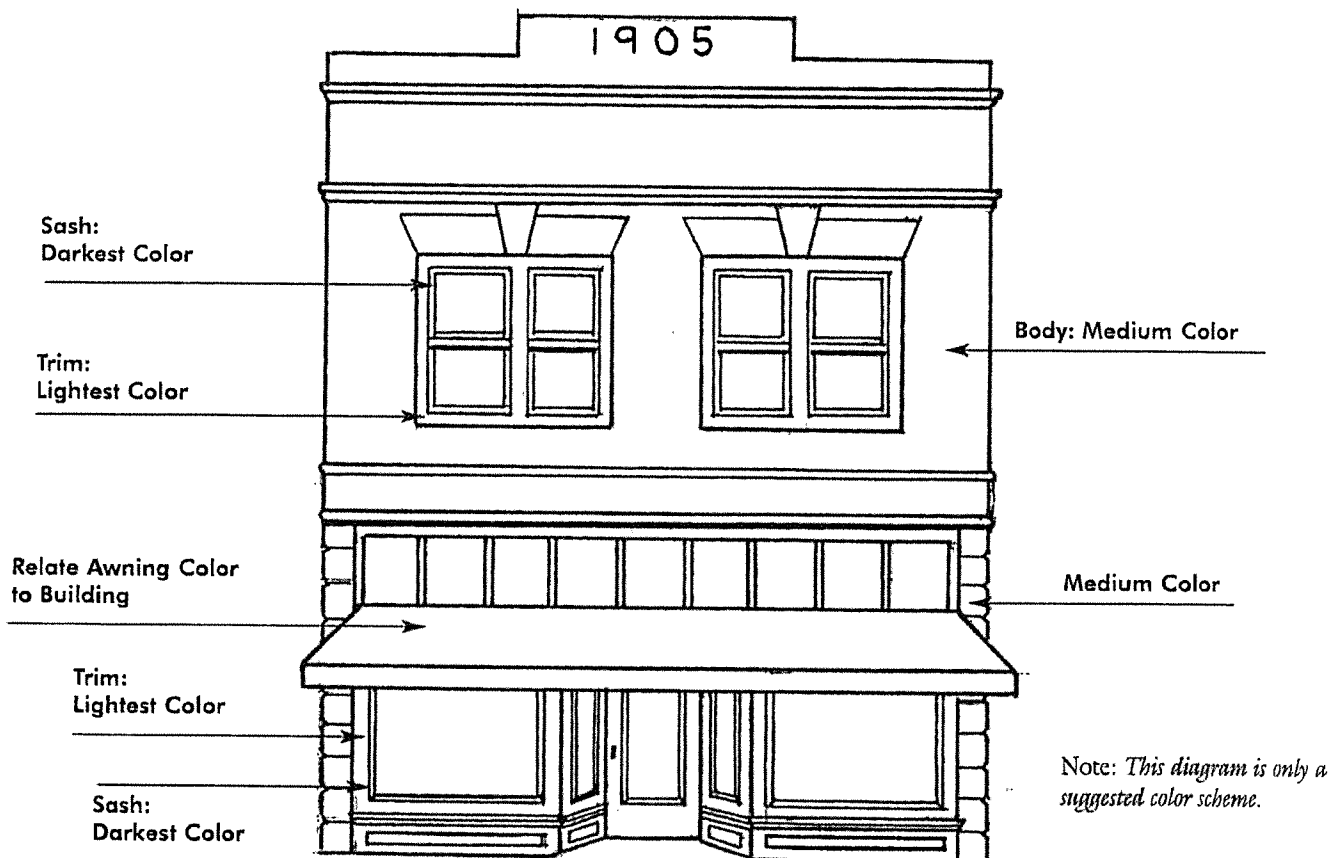 1905
Sash:
Darkest Color
Trim:
Lightest Color
Body: Medium Color
Relate Awning Color
to Building
Medium Color
Trim:
Lightest Color
Sash:
Darkest Color
Note: This diagram is only a
suggested color scheme.